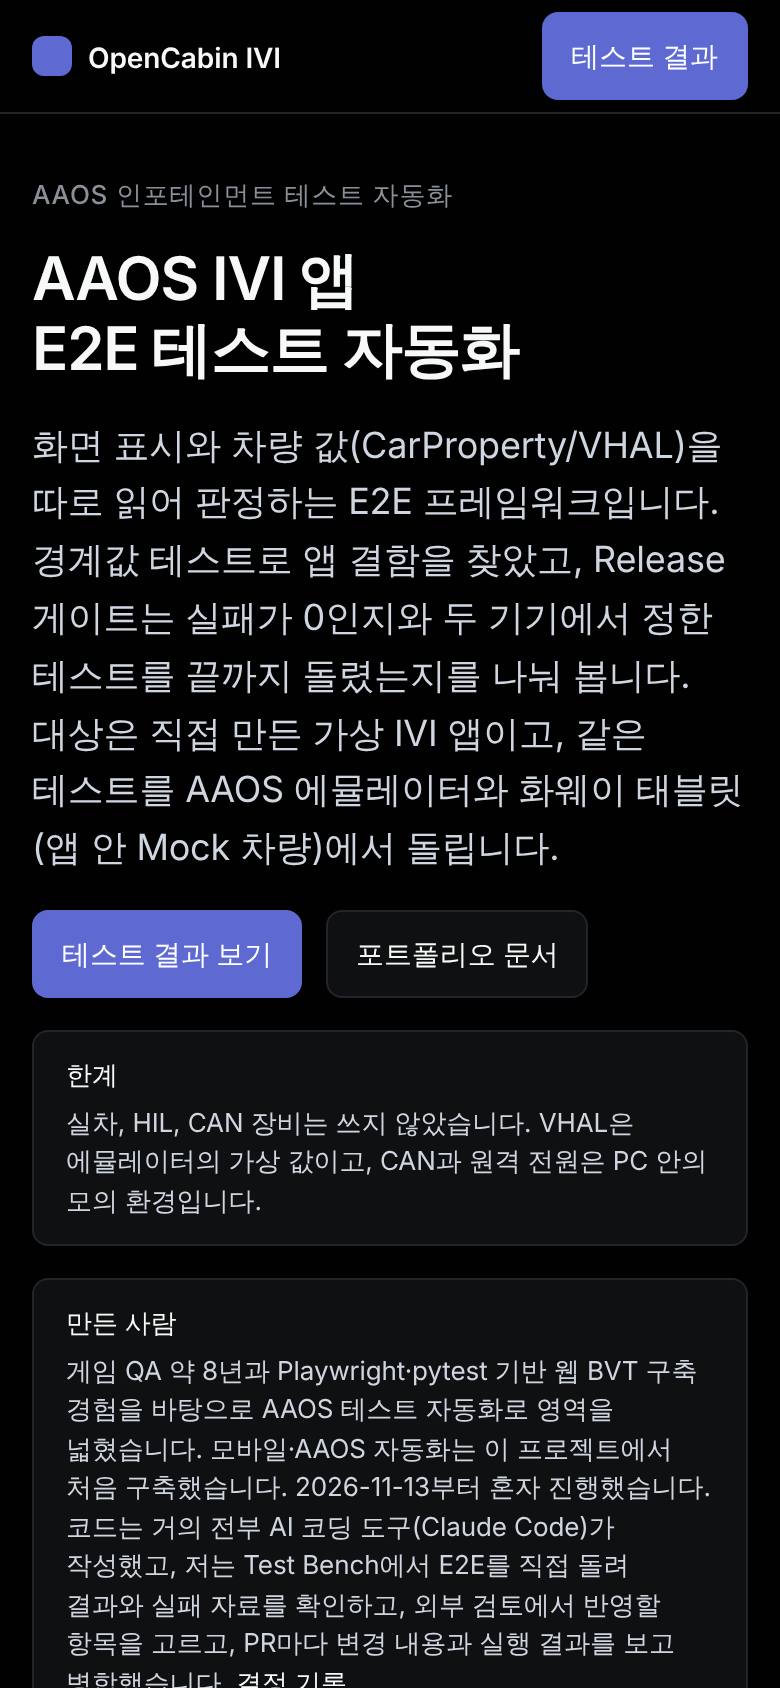 OpenCabin IVI
테스트 결과
AAOS 인포테인먼트 테스트 자동화
AAOS IVI 앱
E2E 테스트 자동화
화면 표시와 차량 값(CarProperty/VHAL)을
따로 읽어 판정하는 E2E 프레임워크입니다.
경계값 테스트로 앱 결함을 찾았고, Release
게이트는 실패가 0인지와 두 기기에서 정한
테스트를 끝까지 돌렸는지를 나눠 봅니다.
대상은 직접 만든 가상 IVI 앱이고, 같은
테스트를 AAOS 에뮬레이터와 화웨이 태블릿
(앱 안 Mock 차량)에서 돌립니다.
테스트 결과 보기
포트폴리오 문서
한계
실차, HIL, CAN 장비는 쓰지 않았습니다. VHAL은
에뮬레이터의 가상 값이고, CAN과 원격 전원은 PC 안의
모의 환경입니다.
만든 사람
게임 QA 약 8년과 Playwright·pytest 기반 웹 BVT 구축
경험을 바탕으로 AAOS 테스트 자동화로 영역을
넓혔습니다. 모바일·AAOS 자동화는 이 프로젝트에서
처음 구축했습니다. 2026-11-13부터 혼자 진행했습니다.
코드는 거의 전부 AI 코딩 도구(Claude Code)가
작성했고, 저는 Test Bench에서 E2E를 직접 돌려
결과와 실패 자료를 확인하고, 외부 검토에서 반영할
항목을 고르고, PR마다 변경 내용과 실행 결과를 보고
병합했습니다. 결정 기록